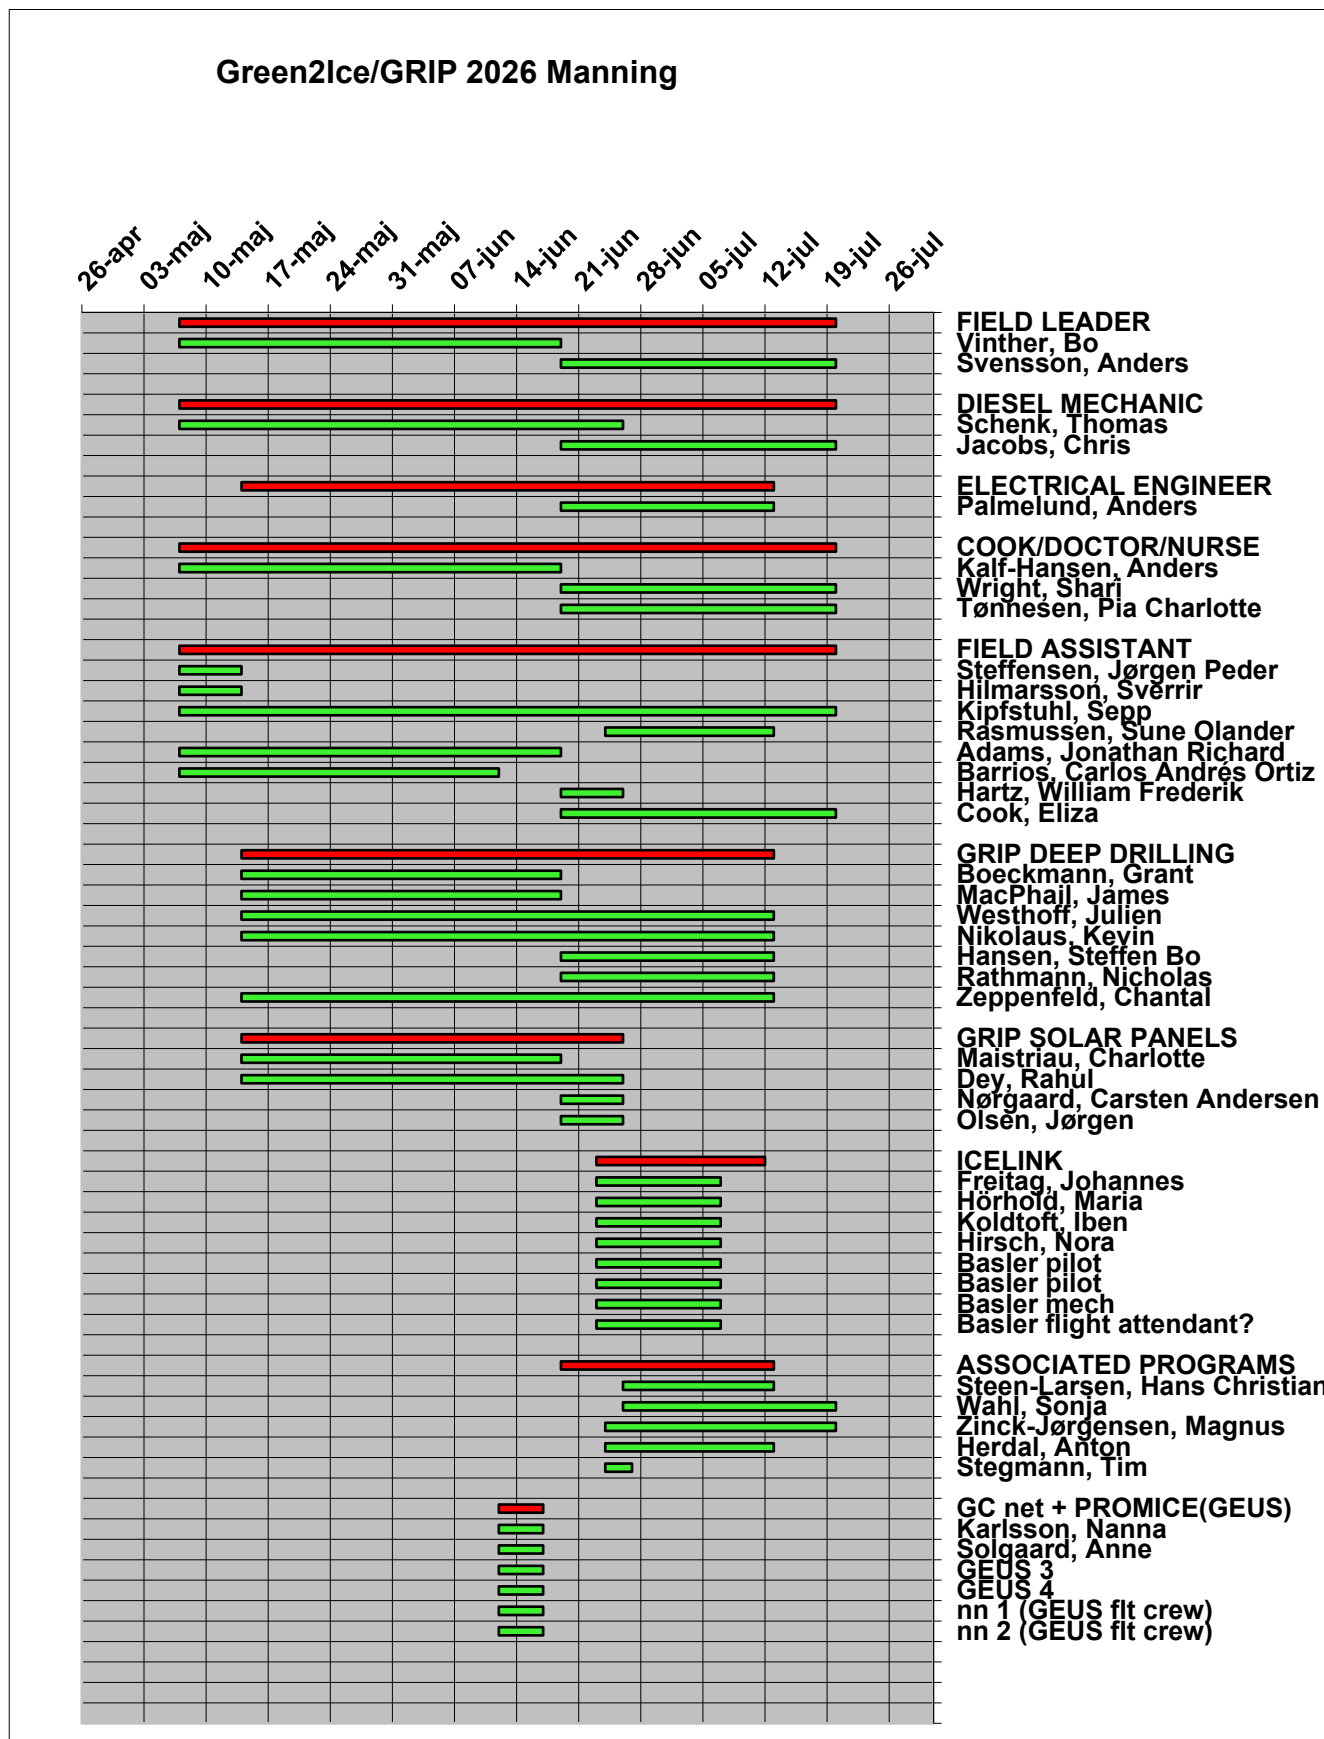 Green2Ice/GRIP 2026 Manning
26-apr
03-maj
10-maj
17-maj
24-maj
31-maj
07-jun
14-jun
21-jun
28-jun
05-jul
12-jul
19-jul
26-jul
FIELD LEADER
Vinther, Bo
Svensson, Anders
DIESEL MECHANIC
Schenk, Thomas
Jacobs, Chris
ELECTRICAL ENGINEER
Palmelund, Anders
COOK/DOCTOR/NURSE
Kalf-Hansen, Anders
Wright, Shari
Tønnesen, Pia Charlotte
FIELD ASSISTANT
Steffensen, Jørgen Peder
Hilmarsson, Sverrir
Kipfstuhl, Sepp
Rasmussen, Sune Olander
Adams, Jonathan Richard
Barrios, Carlos Andrés Ortiz
Hartz, William Frederik
Cook, Eliza
GRIP DEEP DRILLING
Boeckmann, Grant
MacPhail, James
Westhoff, Julien
Nikolaus, Kevin
Hansen, Steffen Bo
Rathmann, Nicholas
Zeppenfeld, Chantal
GRIP SOLAR PANELS
Maistriau, Charlotte
Dey, Rahul
Nørgaard, Carsten Andersen
Olsen, Jørgen
ICELINK
Freitag, Johannes
Hörhold, Maria
Koldtoft, Iben
Hirsch, Nora
Basler pilot
Basler pilot
Basler mech
Basler flight attendant?
ASSOCIATED PROGRAMS
Steen-Larsen, Hans Christian
Wahl, Sonja
Zinck-Jørgensen, Magnus
Herdal, Anton
Stegmann, Tim
GC net + PROMICE(GEUS)
Karlsson, Nanna
Solgaard, Anne
GEUS 3
GEUS 4
nn 1 (GEUS flt crew)
nn 2 (GEUS flt crew)